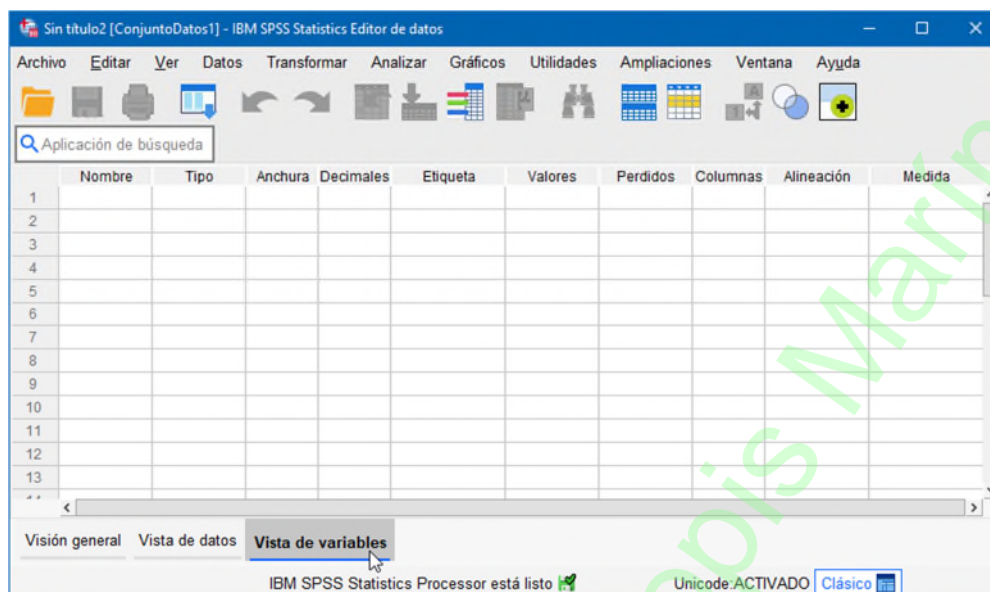 Sin título2 [ConjuntoDatos1] - IBM SPSS Statistics Editor de datos
Archivo Editar Ver Datos Transformar Analizar Gráficos Utilidades Ampliaciones Ventana Ayuda
Aplicación de búsqueda
Nombre Tipo Anchura Decimales Etiqueta Valores Perdidos Columnas Alineación Medida
1
2
3
4
5
6
7
8
9
10
11
12
13
Visión general Vista de datos Vista de variables
IBM SPSS Statistics Processor está listo Unicode:ACTIVADO Clásico